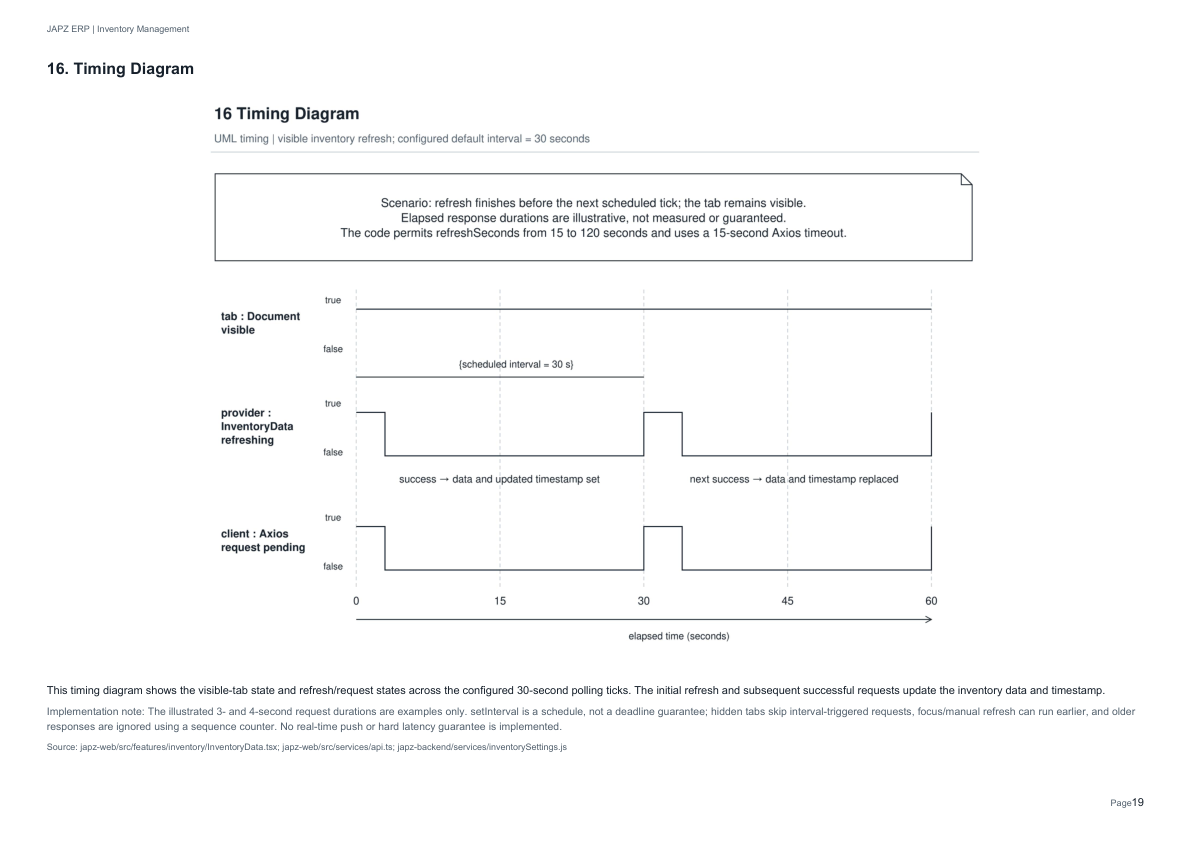 JAPZ ERP | Inventory Management
16. Timing Diagram
16 Timing Diagram
UML timing | visible inventory refresh; configured default interval = 30 seconds
Scenario: refresh finishes before the next scheduled tick; the tab remains visible.
Elapsed response durations are illustrative, not measured or guaranteed.
The code permits refreshSeconds from 15 to 120 seconds and uses a 15-second Axios timeout.
true
tab : Document
visible
false
{scheduled interval = 30 s}
true
provider :
InventoryData
refreshing
false
success → data and updated timestamp set
next success → data and timestamp replaced
true
client : Axios
request pending
false
0 15 30 45 60
elapsed time (seconds)
This timing diagram shows the visible-tab state and refresh/request states across the configured 30-second polling ticks. The initial refresh and subsequent successful requests update the inventory data and timestamp.
Implementation note: The illustrated 3- and 4-second request durations are examples only. setInterval is a schedule, not a deadline guarantee; hidden tabs skip interval-triggered requests, focus/manual refresh can run earlier, and older
responses are ignored using a sequence counter. No real-time push or hard latency guarantee is implemented.
Source: japz-web/src/features/inventory/InventoryData.tsx; japz-web/src/services/api.ts; japz-backend/services/inventorySettings.js
Page19